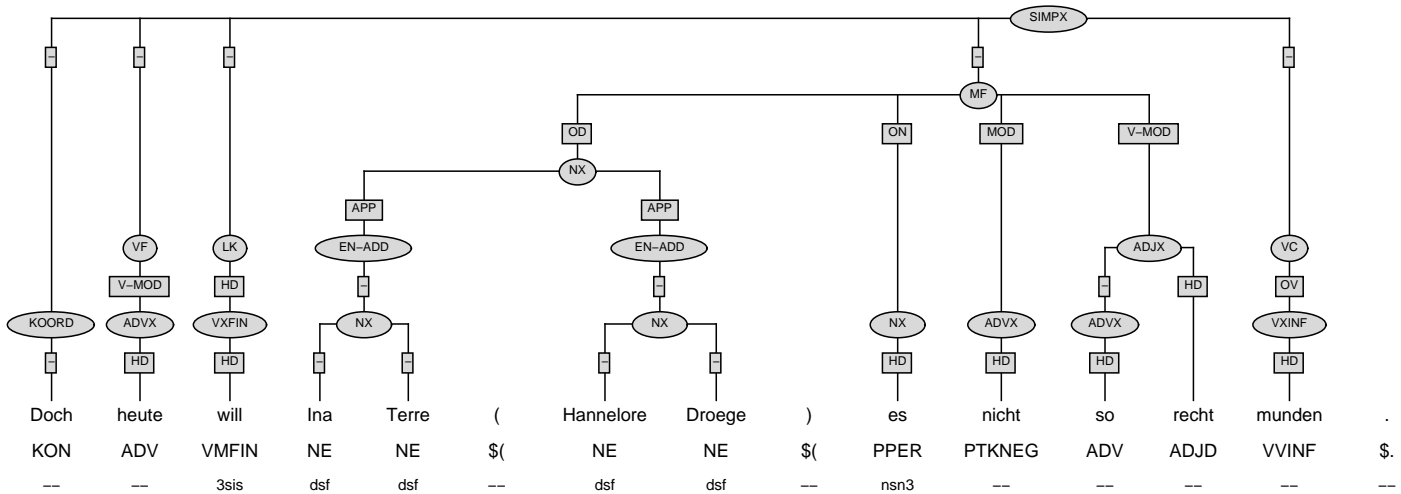 SIMPX
– – – – –
MF
OD ON MOD V–MOD
NX
APP APP
VF LK EN–ADD EN–ADD ADJX VC
V–MOD HD – – – HD OV
KOORD ADVX VXFIN NX NX NX ADVX ADVX VXINF
– HD HD – – – – HD HD HD HD
Doch heute will Ina Terre ( Hannelore Droege ) es nicht so recht munden .
KON ADV VMFIN NE NE $( NE NE $( PPER PTKNEG ADV ADJD VVINF $.
–– –– 3sis dsf dsf –– dsf dsf –– nsn3 –– –– –– –– ––